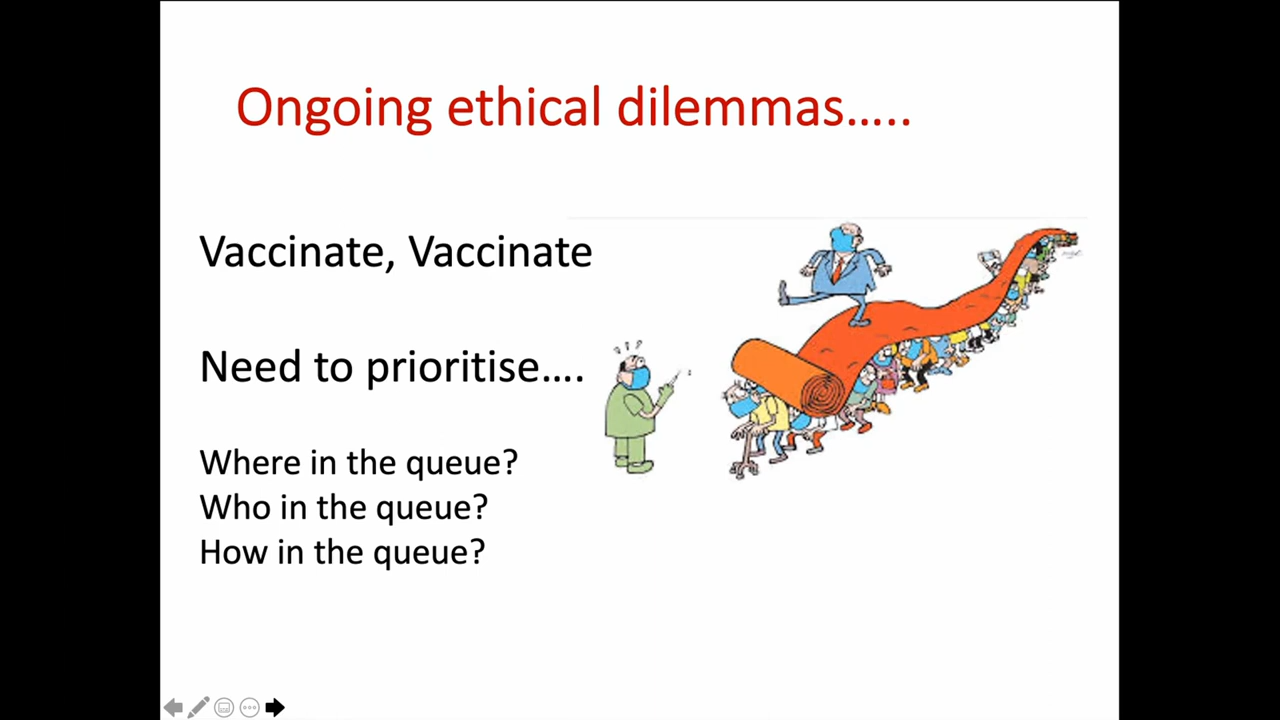 Ongoing ethical dilemmas…..
Vaccinate, Vaccinate
Need to prioritise….
Where in the queue?
Who in the queue?
How in the queue?